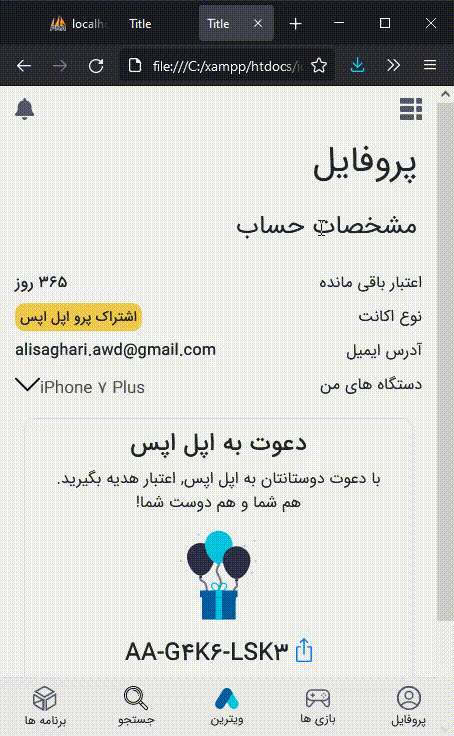 localh Title Title
file:///C:/xampp/htdocs/i
پروفایل
مشخصات حساب
اعتبار باقی مانده ۳۶۵ روز
نوع اکانت اشتراک پرو اپل اپس
آدرس ایمیل alisaghari.awd@gmail.com
دستگاه های من iPhone ۷ Plus
دعوت به اپل اپس
با دعوت دوستانتان به اپل اپس, اعتبار هدیه بگیرید.
هم شما و هم دوست شما!
AA-G۴K۶-LSK۳
پروفایل بازی ها ویترین جستجو برنامه ها